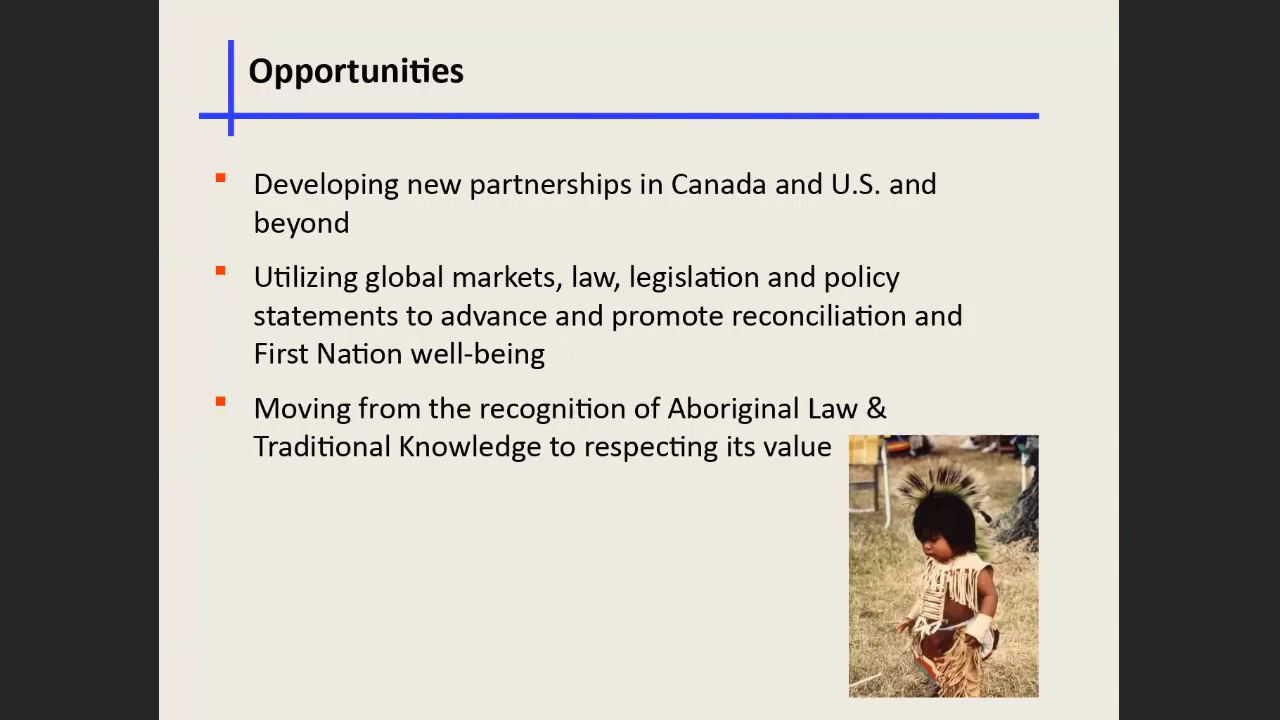 Opportunities
Developing new partnerships in Canada and U.S. and
beyond
Utilizing global markets, law, legislation and policy
statements to advance and promote reconciliation and
First Nation well-being
Moving from the recognition of Aboriginal Law &
Traditional Knowledge to respecting its value